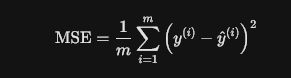 MSE = \frac{1}{m} \sum_{i=1}^{m} \left( y^{(i)} - \hat{y}^{(i)} \right)^2